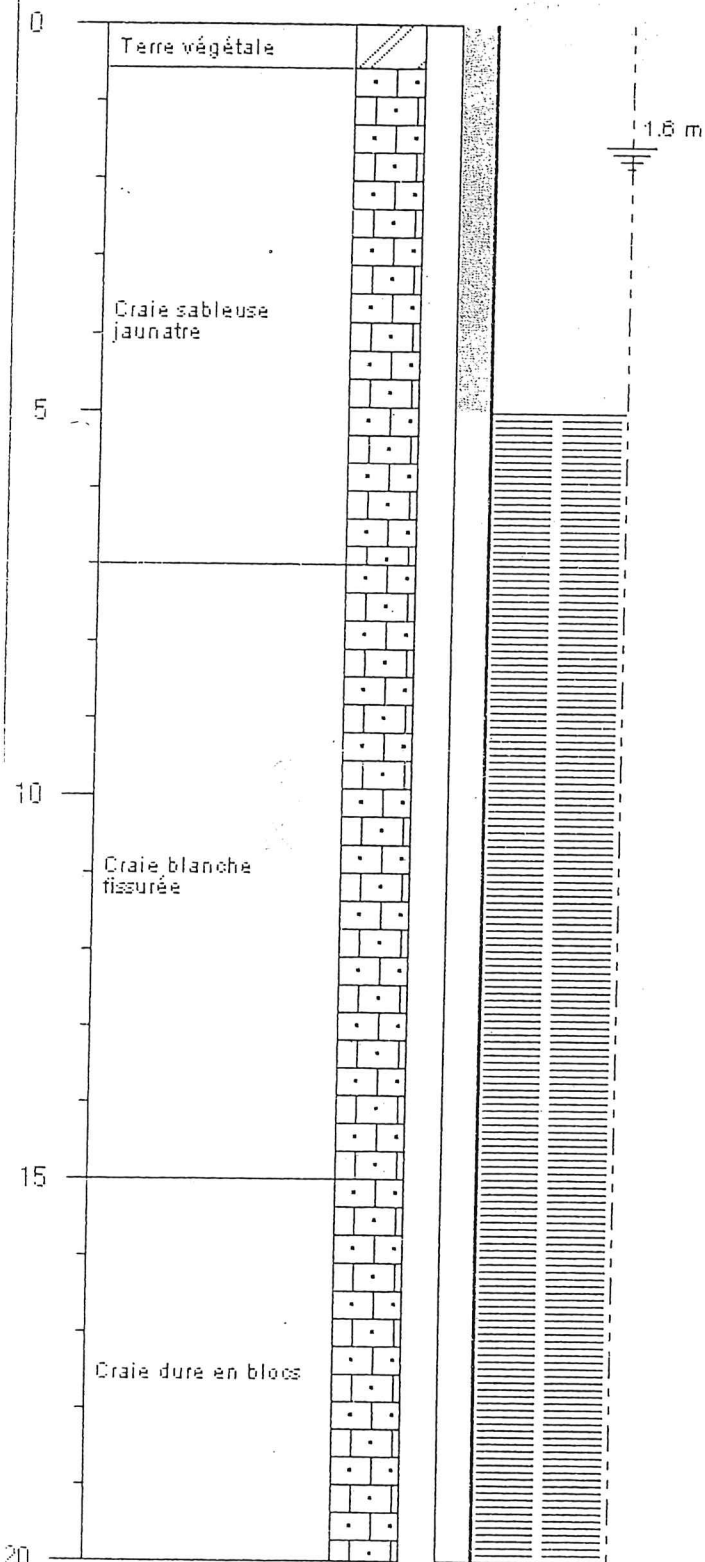 0
Terre végétale
1.6 m
Craie sableuse
jaunatre
5
10
Craie blanche
fissurée
15
Craie dure en blocs
20